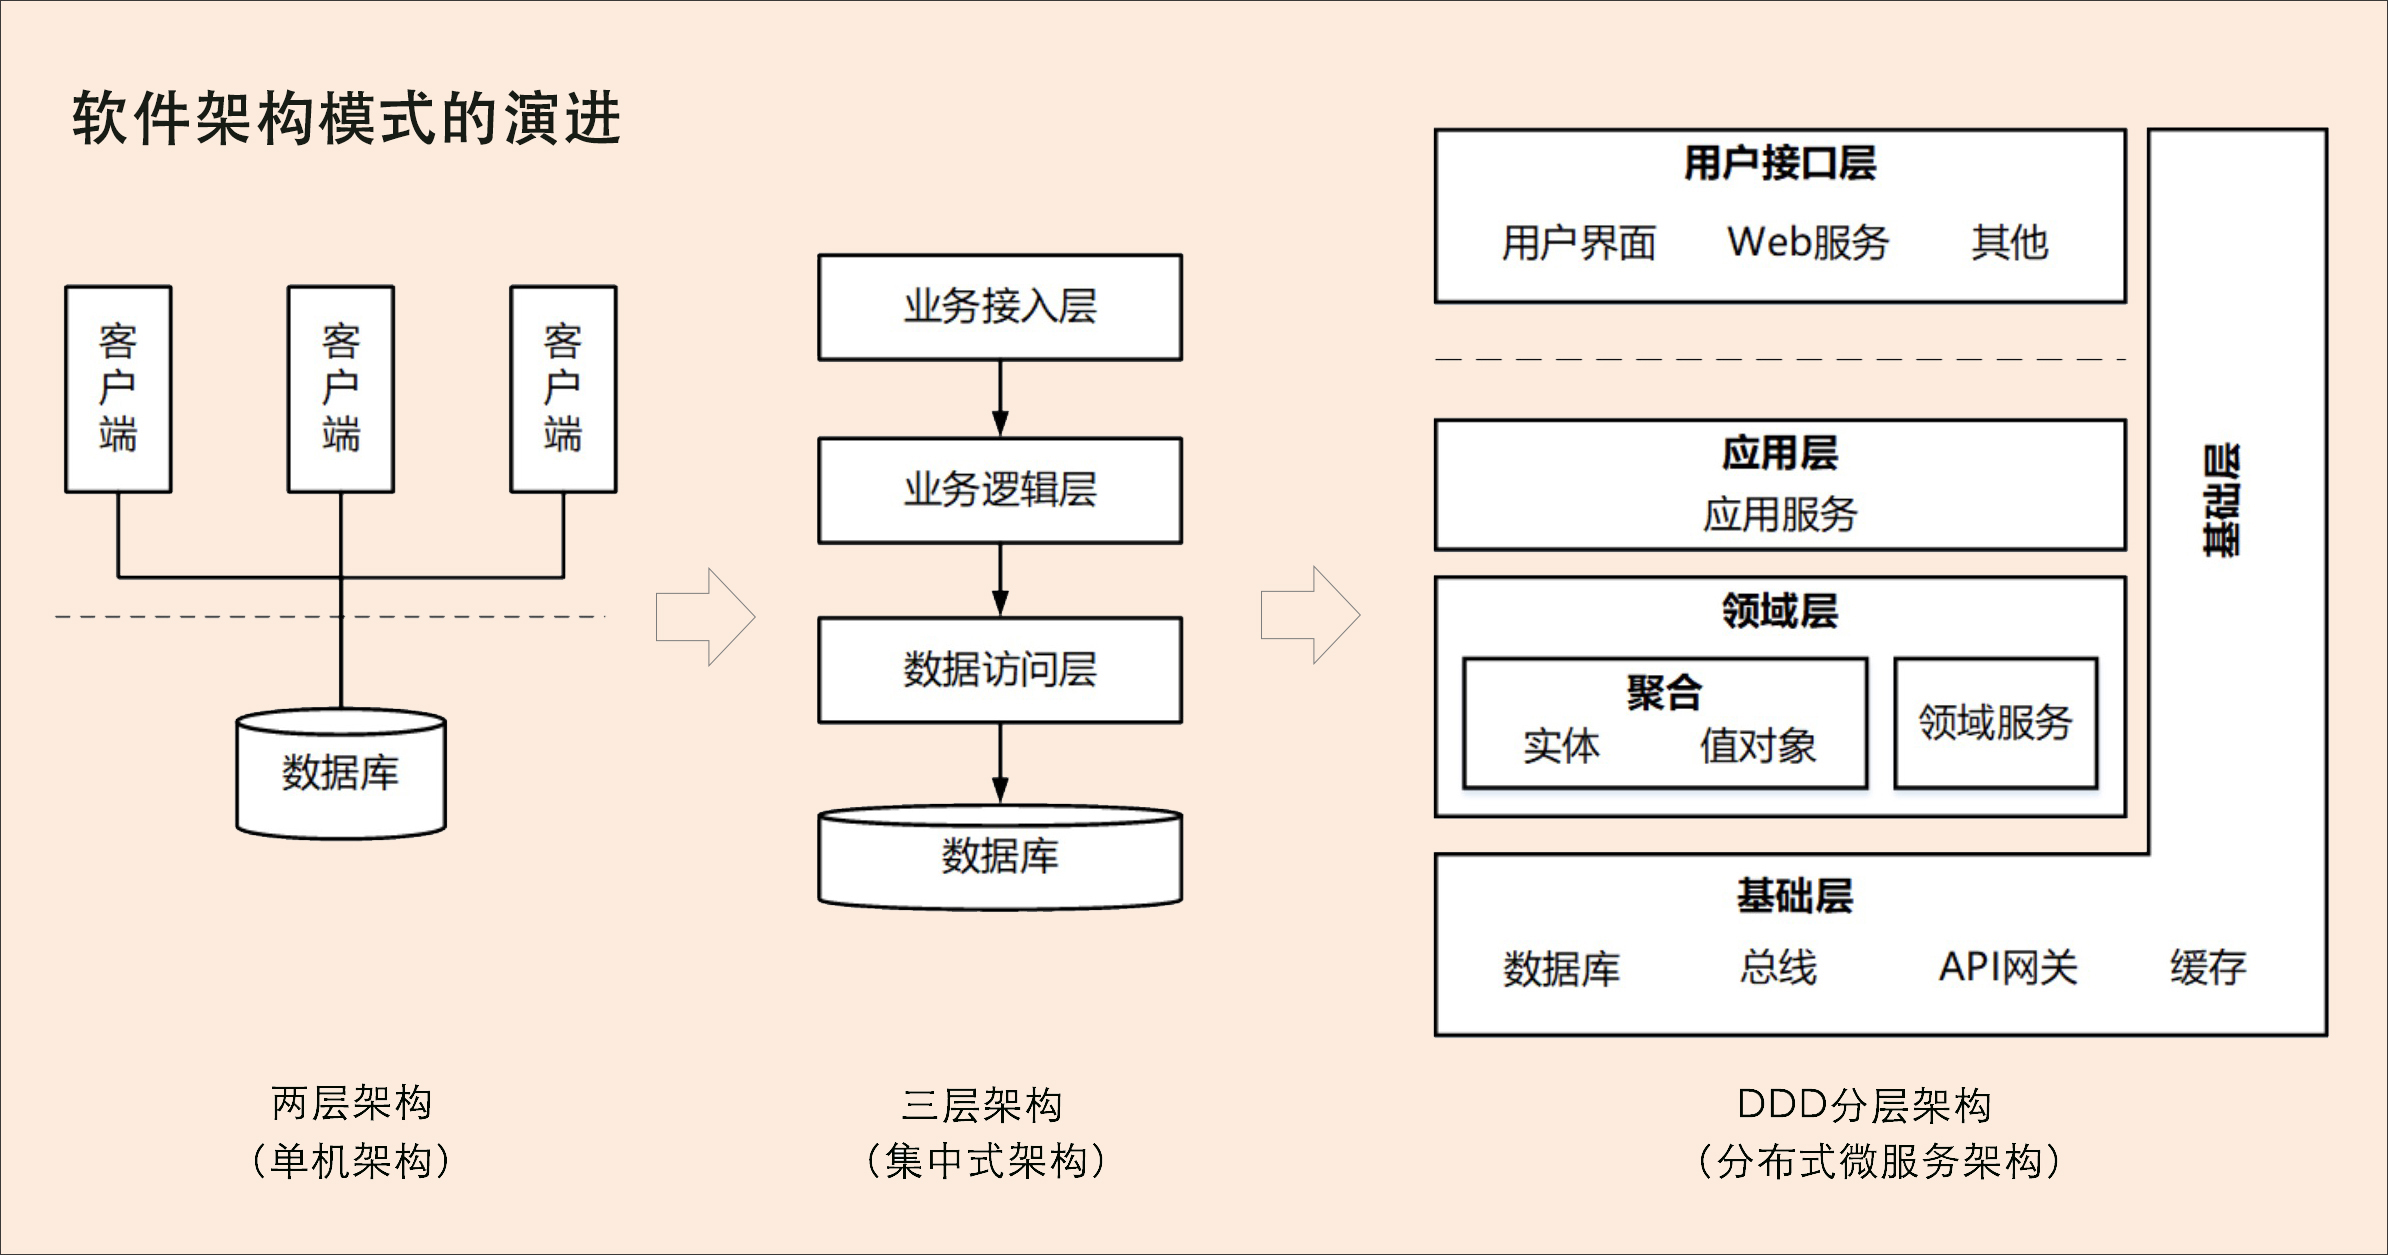 软件架构模式的演进
客户端
客户端
客户端
数据库
两层架构
（单机架构）
业务接入层
业务逻辑层
数据访问层
数据库
三层架构
（集中式架构）
用户接口层
用户界面 Web服务 其他
应用层
应用服务
领域层
聚合
实体 值对象
领域服务
基础层
基础层
数据库 总线 API网关 缓存
DDD分层架构
（分布式微服务架构）